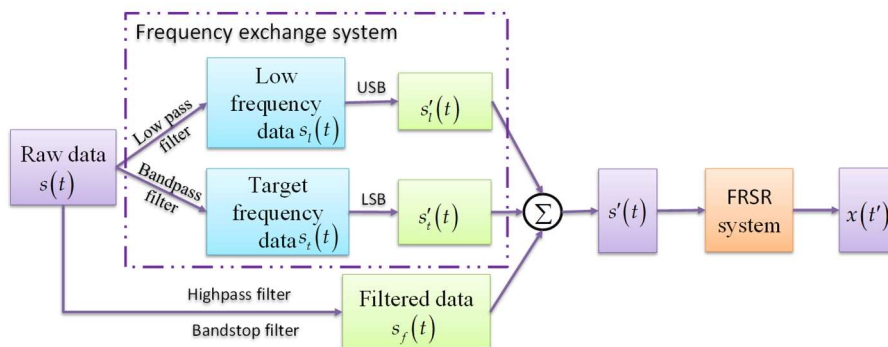 Frequency exchange system
Low pass
filter
Low
frequency
data s_l(t)
USB
s'_l(t)
Raw data
s(t)
Bandpass
filter
Target
frequency
data s_t(t)
LSB
s'_t(t)
Σ
s'(t)
FRSR
system
x(t')
Highpass filter
Bandstop filter
Filtered data
s_f(t)